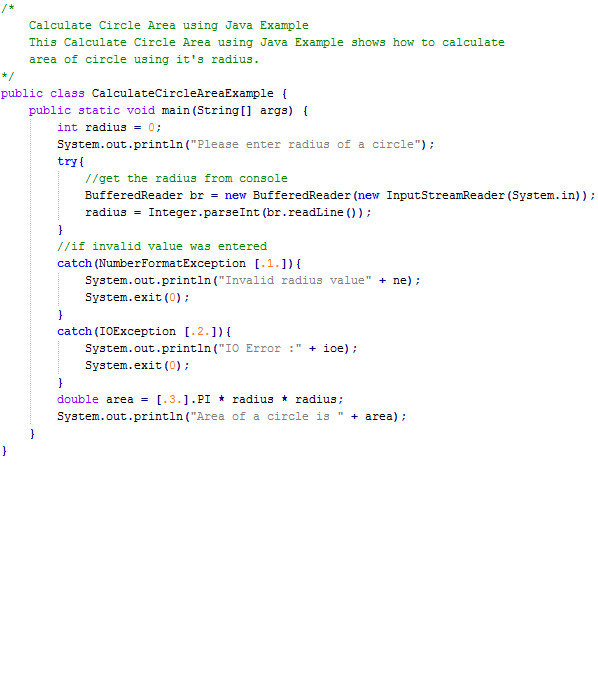 /*
Calculate Circle Area using Java Example
This Calculate Circle Area using Java Example shows how to calculate
area of circle using it's radius.
*/
public class CalculateCircleAreaExample {
public static void main(String[] args) {
int radius = 0;
System.out.println("Please enter radius of a circle");
try{
//get the radius from console
BufferedReader br = new BufferedReader(new InputStreamReader(System.in));
radius = Integer.parseInt(br.readLine());
}
//if invalid value was entered
catch(NumberFormatException [.1.]){
System.out.println("Invalid radius value" + ne);
System.exit(0);
}
catch(IOException [.2.]){
System.out.println("IO Error :" + ioe);
System.exit(0);
}
double area = [.3.].PI * radius * radius;
System.out.println("Area of a circle is " + area);
}
}